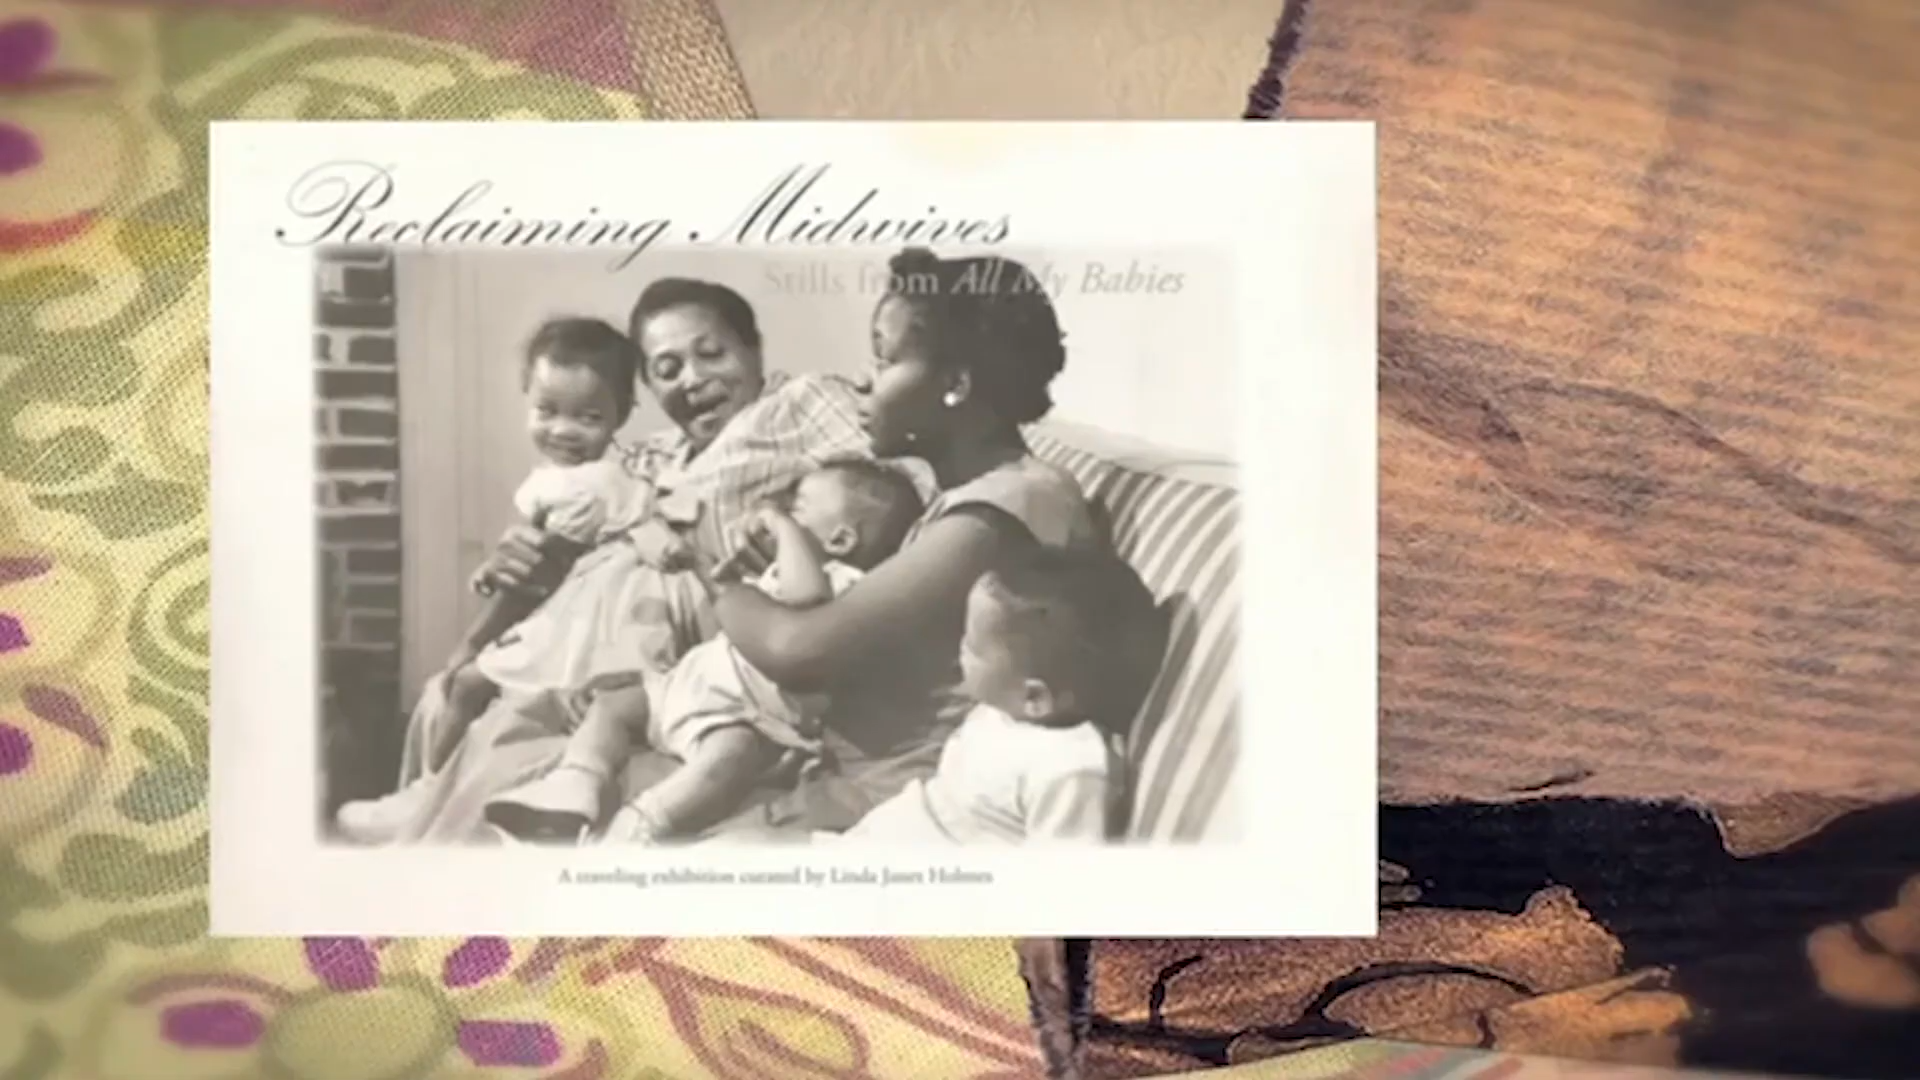 Reclaiming Midwives
Stills from All My Babies
A traveling exhibition curated by Linda Janet Holmes